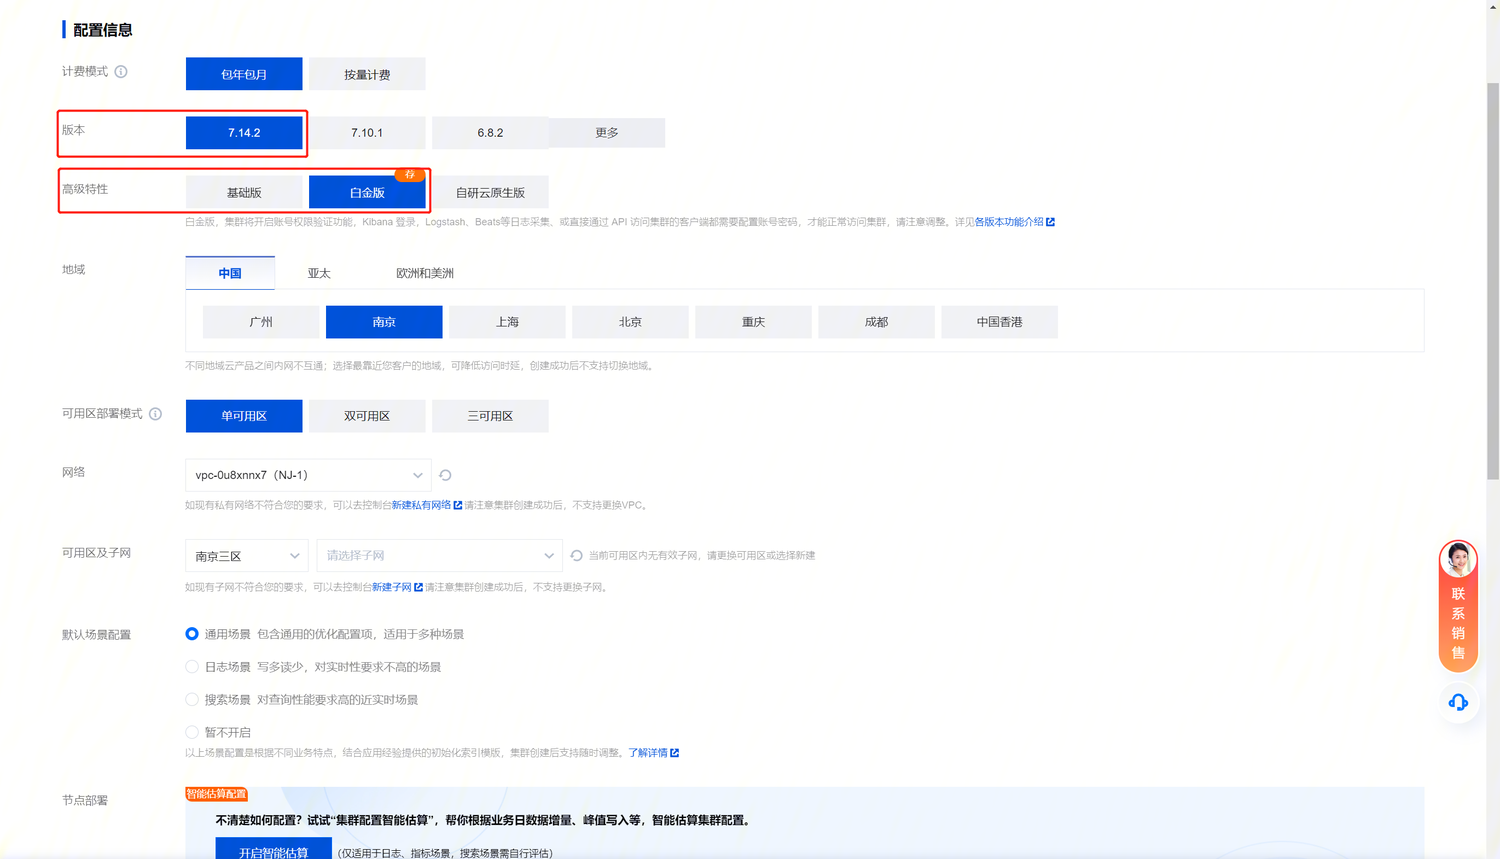 配置信息
计费模式
包年包月
按量计费
版本
7.14.2
7.10.1
6.8.2
更多
高级特性
基础版
白金版
荐
自研云原生版
白金版，集群将开启账号权限验证功能，Kibana 登录，Logstash、Beats等日志采集、或直接通过 API 访问集群的客户端都需要配置账号密码，才能正常访问集群，请注意调整。详见各版本功能介绍
地域
中国
亚太
欧洲和美洲
广州
南京
上海
北京
重庆
成都
中国香港
不同地域云产品之间内网不互通；选择最靠近您客户的地域，可降低访问时延，创建成功后不支持切换地域。
可用区部署模式
单可用区
双可用区
三可用区
网络
vpc-0u8xnnx7（NJ-1）
如现有私有网络不符合您的要求，可以去控制台新建私有网络 请注意集群创建成功后，不支持更换VPC。
可用区及子网
南京三区
请选择子网
当前可用区内无有效子网，请更换可用区或选择新建
如现有子网不符合您的要求，可以去控制台新建子网 请注意集群创建成功后，不支持更换子网。
默认场景配置
通用场景 包含通用的优化配置项，适用于多种场景
日志场景 写多读少，对实时性要求不高的场景
搜索场景 对查询性能要求高的近实时场景
暂不开启
以上场景配置是根据不同业务特点，结合应用经验提供的初始化索引模版，集群创建后支持随时调整。了解详情
节点部署
智能估算配置
不清楚如何配置？试试“集群配置智能估算”，帮你根据业务日数据增量、峰值写入等，智能估算集群配置。
开启智能估算
(仅适用于日志、指标场景，搜索场景需自行评估)
联系销售